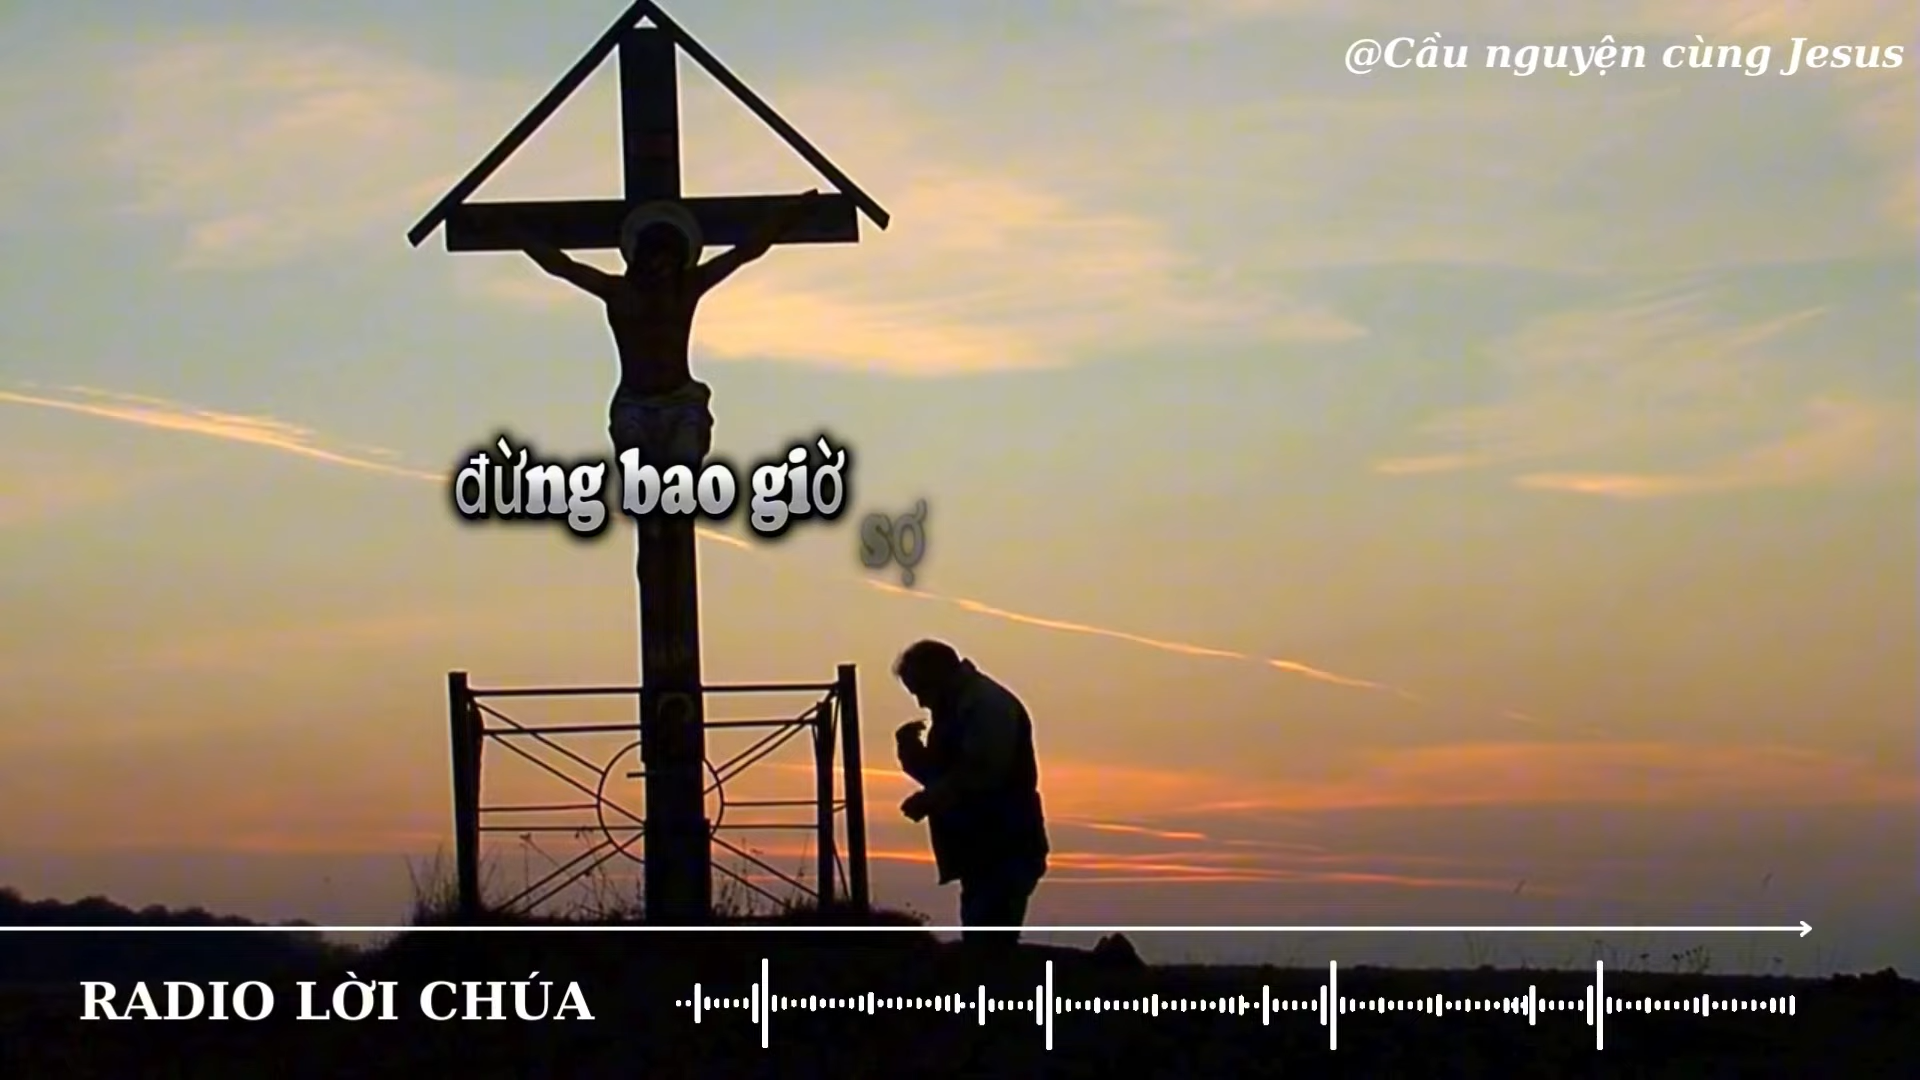 @Cầu nguyện cùng Jesus
đừng bao giờ sợ
RADIO LỜI CHÚA